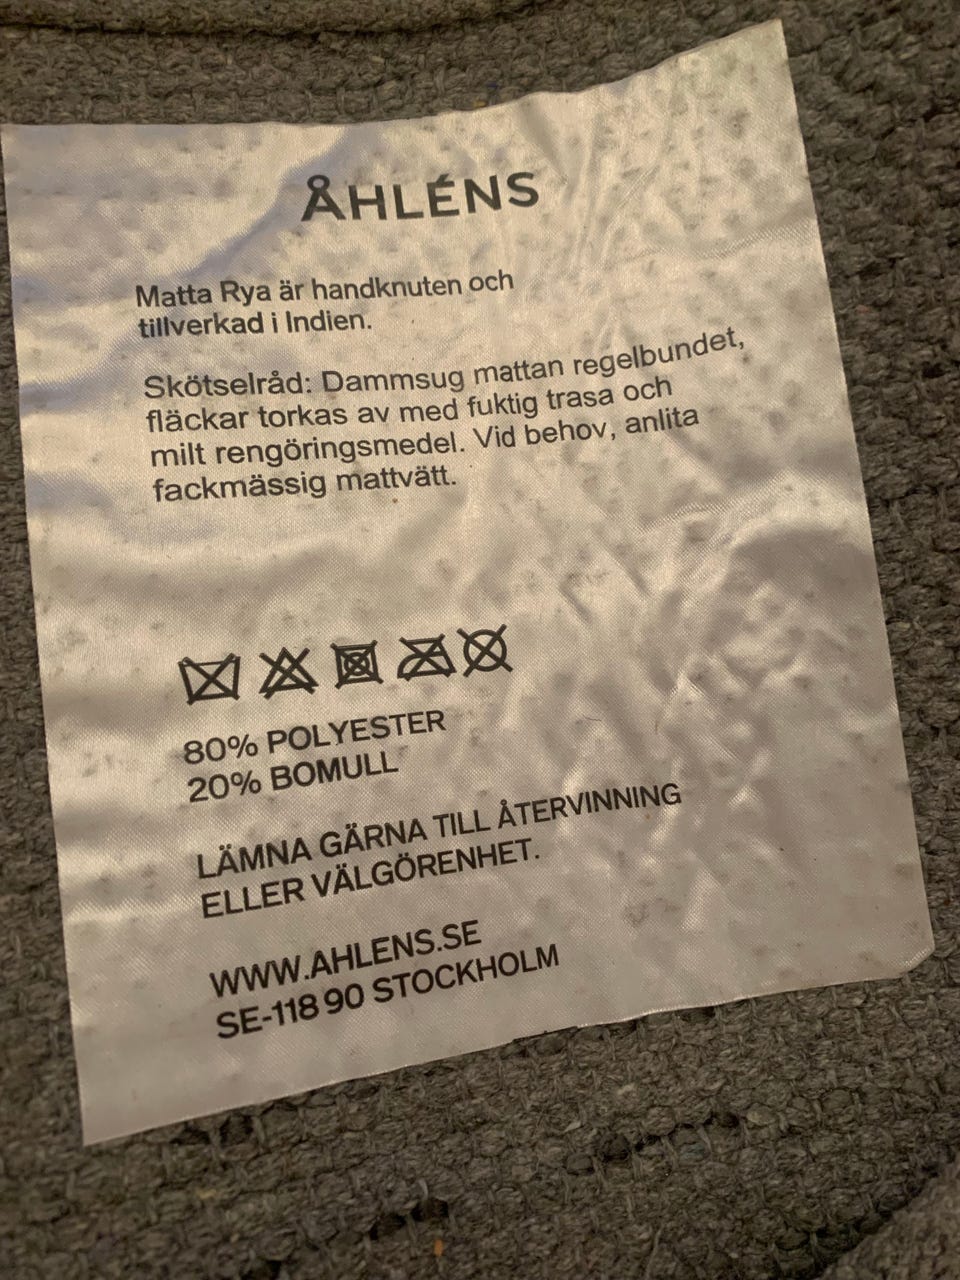 ÅHLÉNS
Matta Rya är handknuten och
tillverkad i Indien.
Skötselråd: Dammsug mattan regelbundet,
fläckar torkas av med fuktig trasa och
milt rengöringsmedel. Vid behov, anlita
fackmässig mattvätt.
80% POLYESTER
20% BOMULL
LÄMNA GÄRNA TILL ÅTERVINNING
ELLER VÄLGÖRENHET.
WWW.AHLENS.SE
SE-118 90 STOCKHOLM